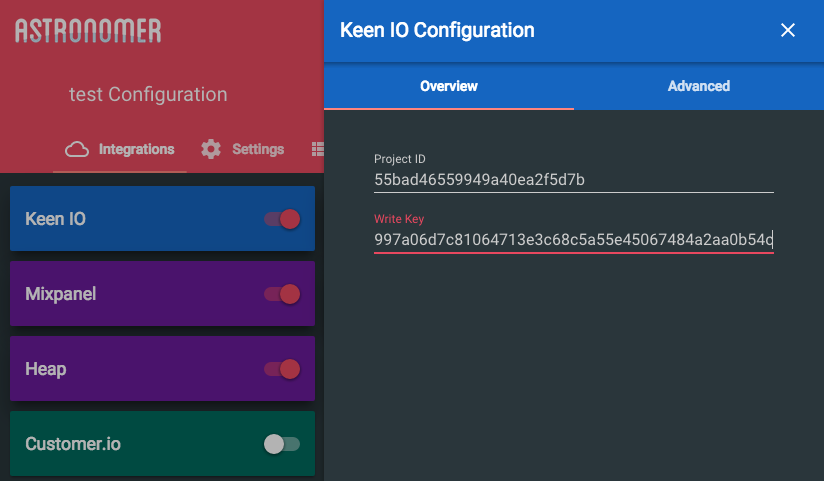 ASTRONOMER
test Configuration
Integrations Settings
Keen IO
Mixpanel
Heap
Customer.io
Keen IO Configuration
Overview Advanced
Project ID
55bad46559949a40ea2f5d7b
Write Key
997a06d7c81064713e3c68c5a55e45067484a2aa0b54c